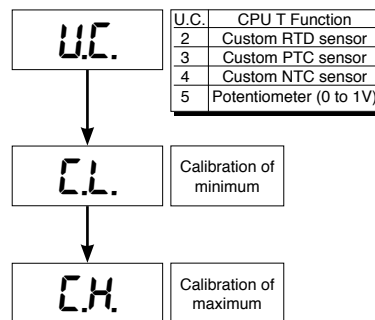 U.C.
U.C. CPU T Function
2 Custom RTD sensor
3 Custom PTC sensor
4 Custom NTC sensor
5 Potentiometer (0 to 1V)
C.L.
Calibration of
minimum
C.H.
Calibration of
maximum